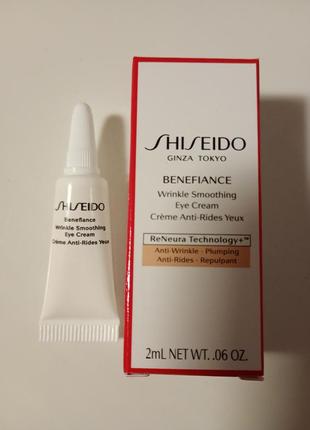 SHISEIDO
Benefiance
Wrinkle Smoothing
Eye Cream
Crème Anti-Rides Yeux
SHISEIDO
GINZA TOKYO
BENEFIANCE
Wrinkle Smoothing
Eye Cream
Crème Anti-Rides Yeux
ReNeura Technology+™
Anti-Wrinkle · Plumping
Anti-Rides · Repulpant
2mL NET WT. .06 OZ.